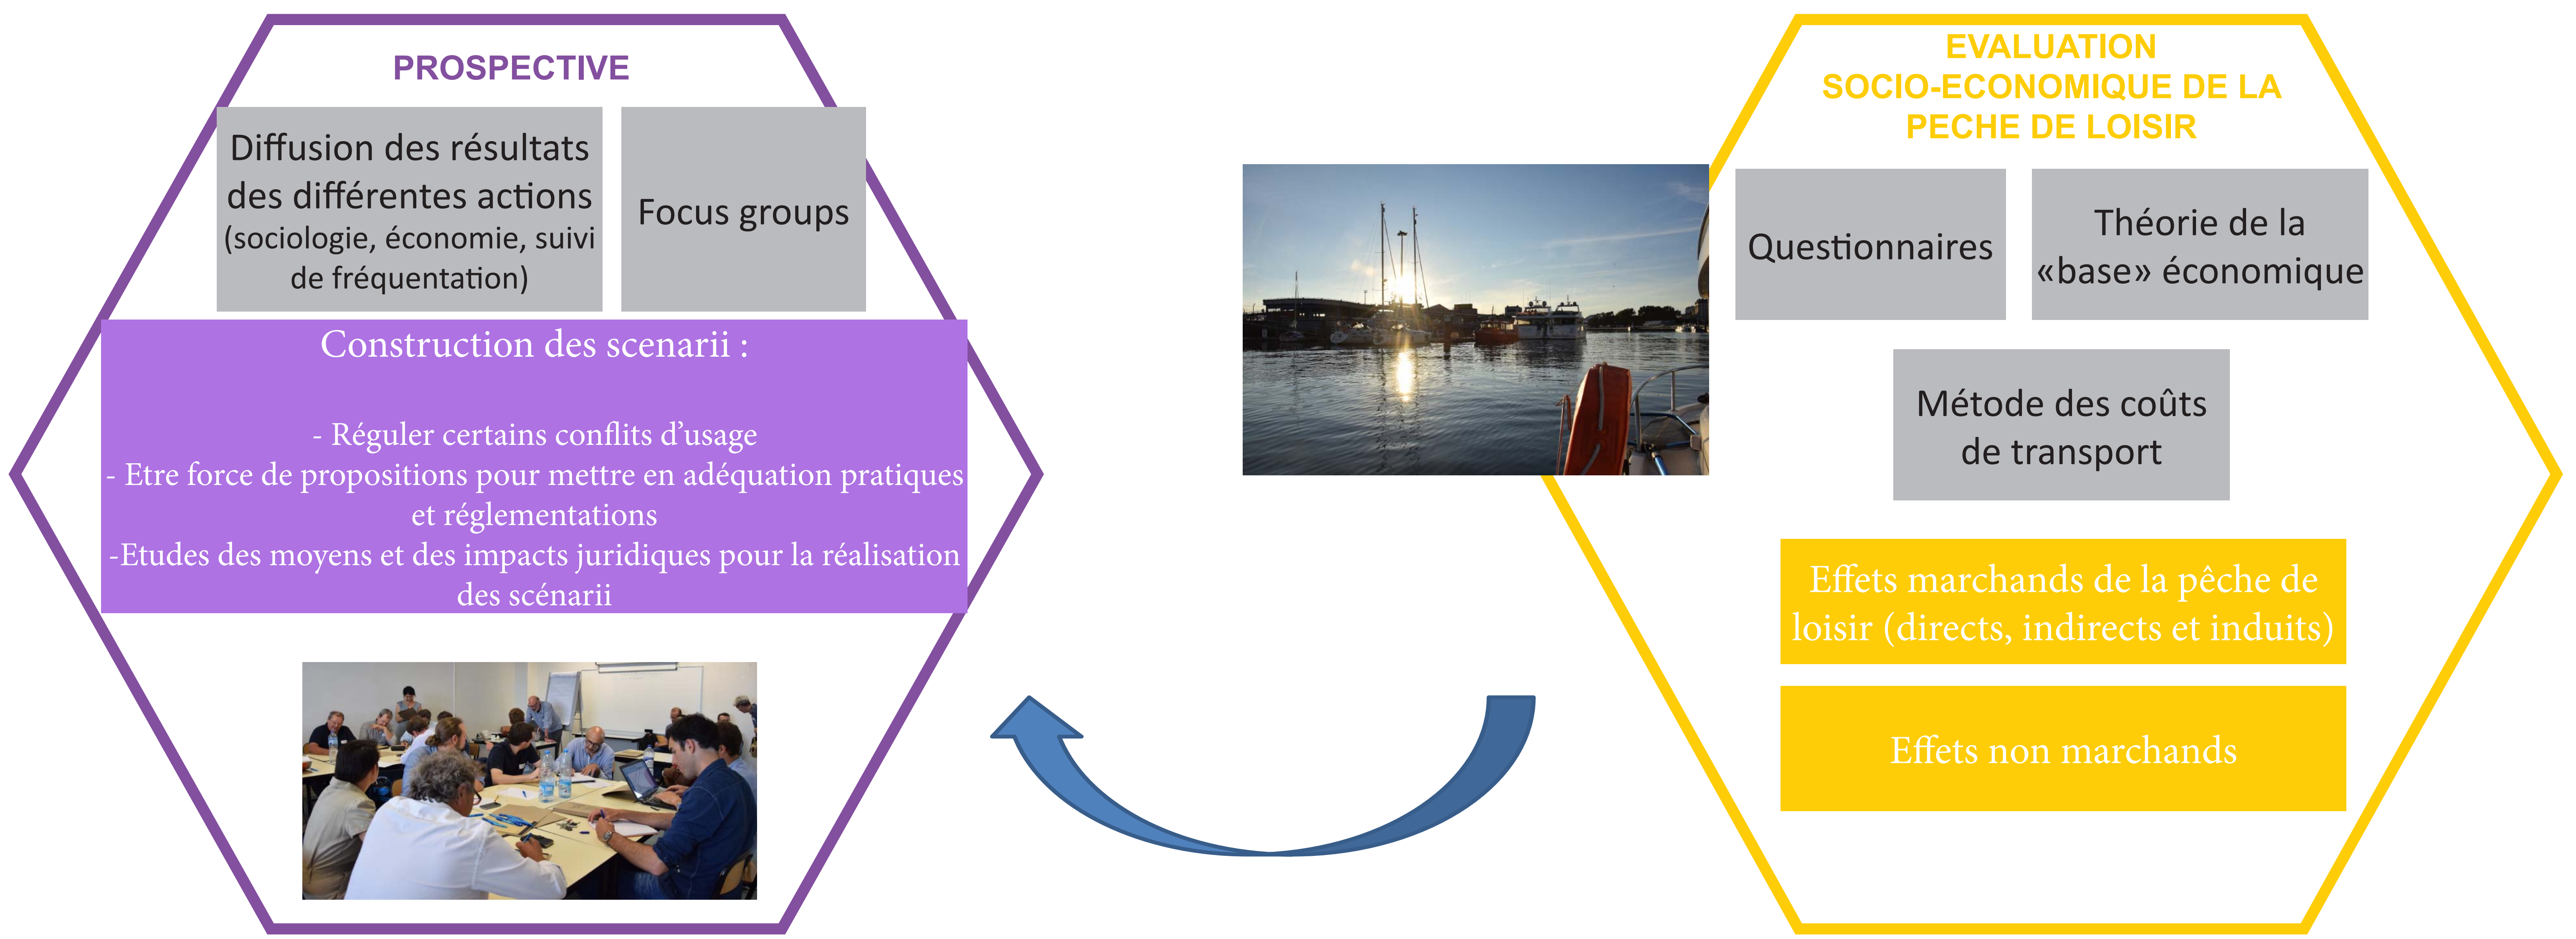 PROSPECTIVE
Diffusion des résultats
des différentes actions
(sociologie, économie, suivi
de fréquentation)
Focus groups
Construction des scenarii :
- Réguler certains conflits d’usage
- Etre force de propositions pour mettre en adéquation pratiques
et réglementations
-Etudes des moyens et des impacts juridiques pour la réalisation
des scénarii
EVALUATION
SOCIO-ECONOMIQUE DE LA
PECHE DE LOISIR
Questionnaires
Théorie de la
«base» économique
Métode des coûts
de transport
Effets marchands de la pêche de
loisir (directs, indirects et induits)
Effets non marchands